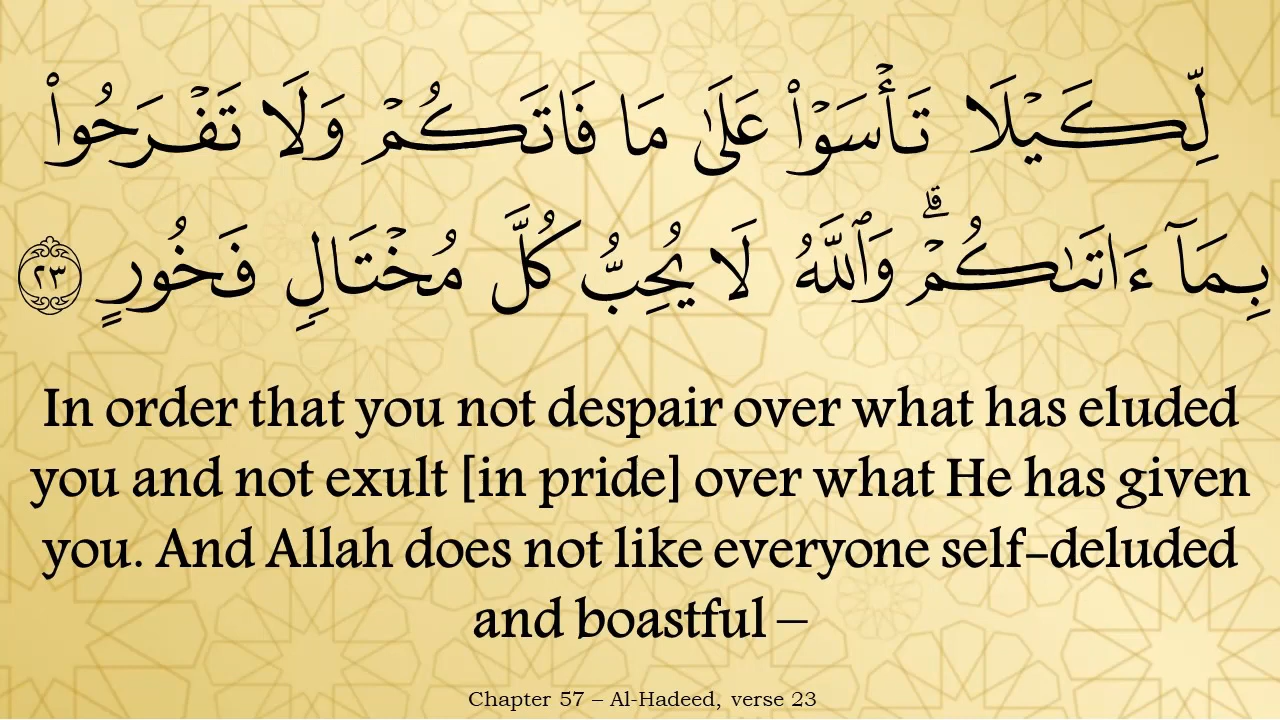 لِّكَيْلَا تَأْسَوْا۟ عَلَىٰ مَا فَاتَكُمْ وَلَا تَفْرَحُوا۟
بِمَآ ءَاتَىٰكُمْ ۗ وَٱللَّهُ لَا يُحِبُّ كُلَّ مُخْتَالٍ فَخُورٍ ٢٣
In order that you not despair over what has eluded
you and not exult [in pride] over what He has given
you. And Allah does not like everyone self-deluded
and boastful –
Chapter 57 – Al-Hadeed, verse 23